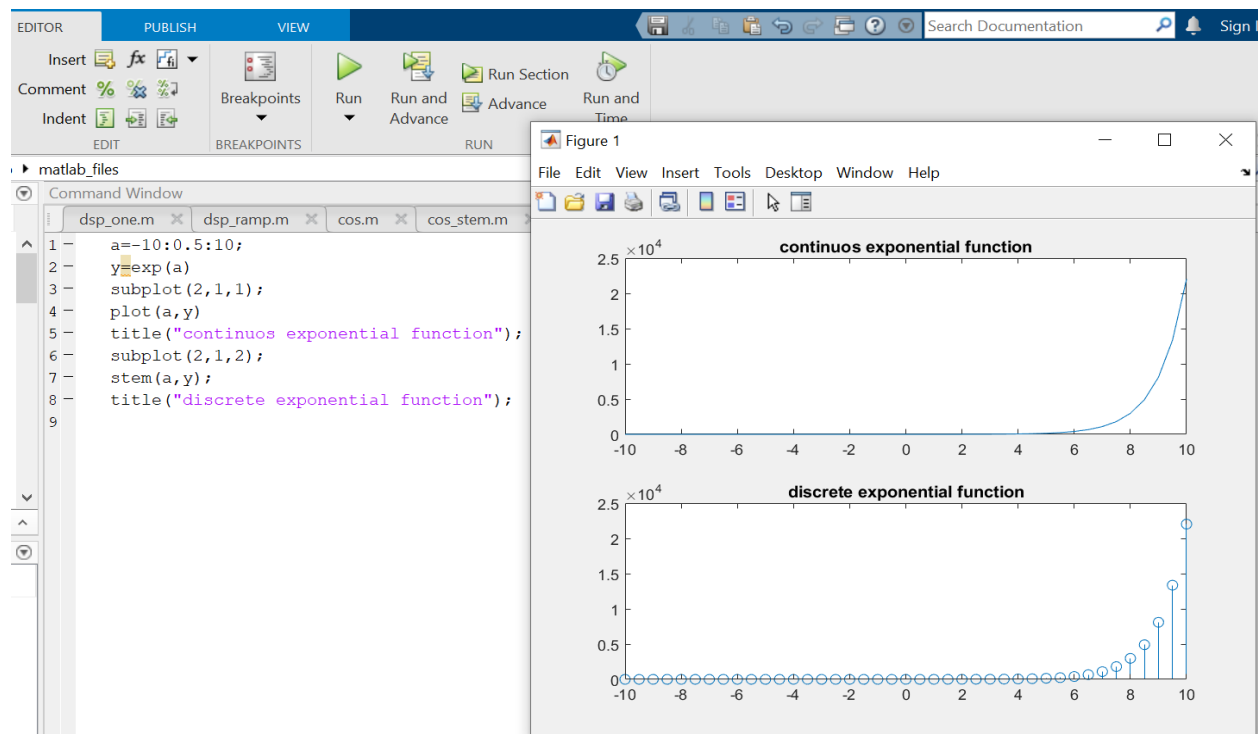 EDITOR PUBLISH VIEW
Search Documentation
Sign
Insert fx
Comment
Indent
Breakpoints
Run
Run and
Advance
Run Section
Advance
Run and
Time
EDIT BREAKPOINTS RUN
matlab_files
Command Window
dsp_one.m dsp_ramp.m cos.m cos_stem.m
1 a=-10:0.5:10;
2 y=exp(a)
3 subplot(2,1,1);
4 plot(a,y)
5 title("continuos exponential function");
6 subplot(2,1,2);
7 stem(a,y);
8 title("discrete exponential function");
9
Figure 1
File Edit View Insert Tools Desktop Window Help
continuos exponential function
×10⁴
2.5
2
1.5
1
0.5
0
-10 -8 -6 -4 -2 0 2 4 6 8 10
discrete exponential function
×10⁴
2.5
2
1.5
1
0.5
0
-10 -8 -6 -4 -2 0 2 4 6 8 10